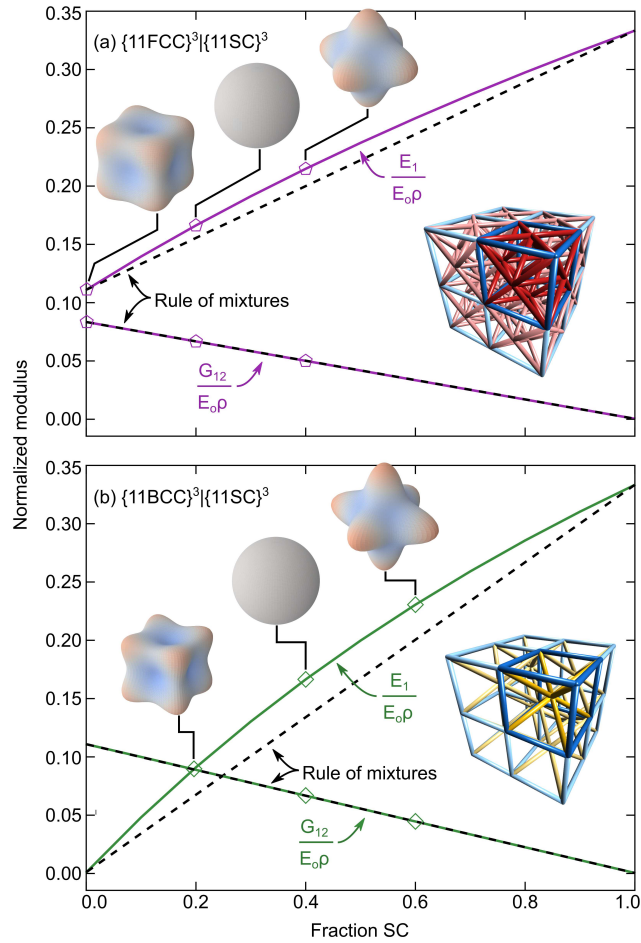 0.35
(a) {11FCC}³|{11SC}³
0.30
0.25
0.20
0.15
0.10
0.05
0.00
E₁
E₀ρ
Rule of mixtures
G₁₂
E₀ρ
Normalized modulus
0.35
(b) {11BCC}³|{11SC}³
0.30
0.25
0.20
0.15
0.10
0.05
0.00
E₁
E₀ρ
Rule of mixtures
G₁₂
E₀ρ
0.0 0.2 0.4 0.6 0.8 1.0
Fraction SC